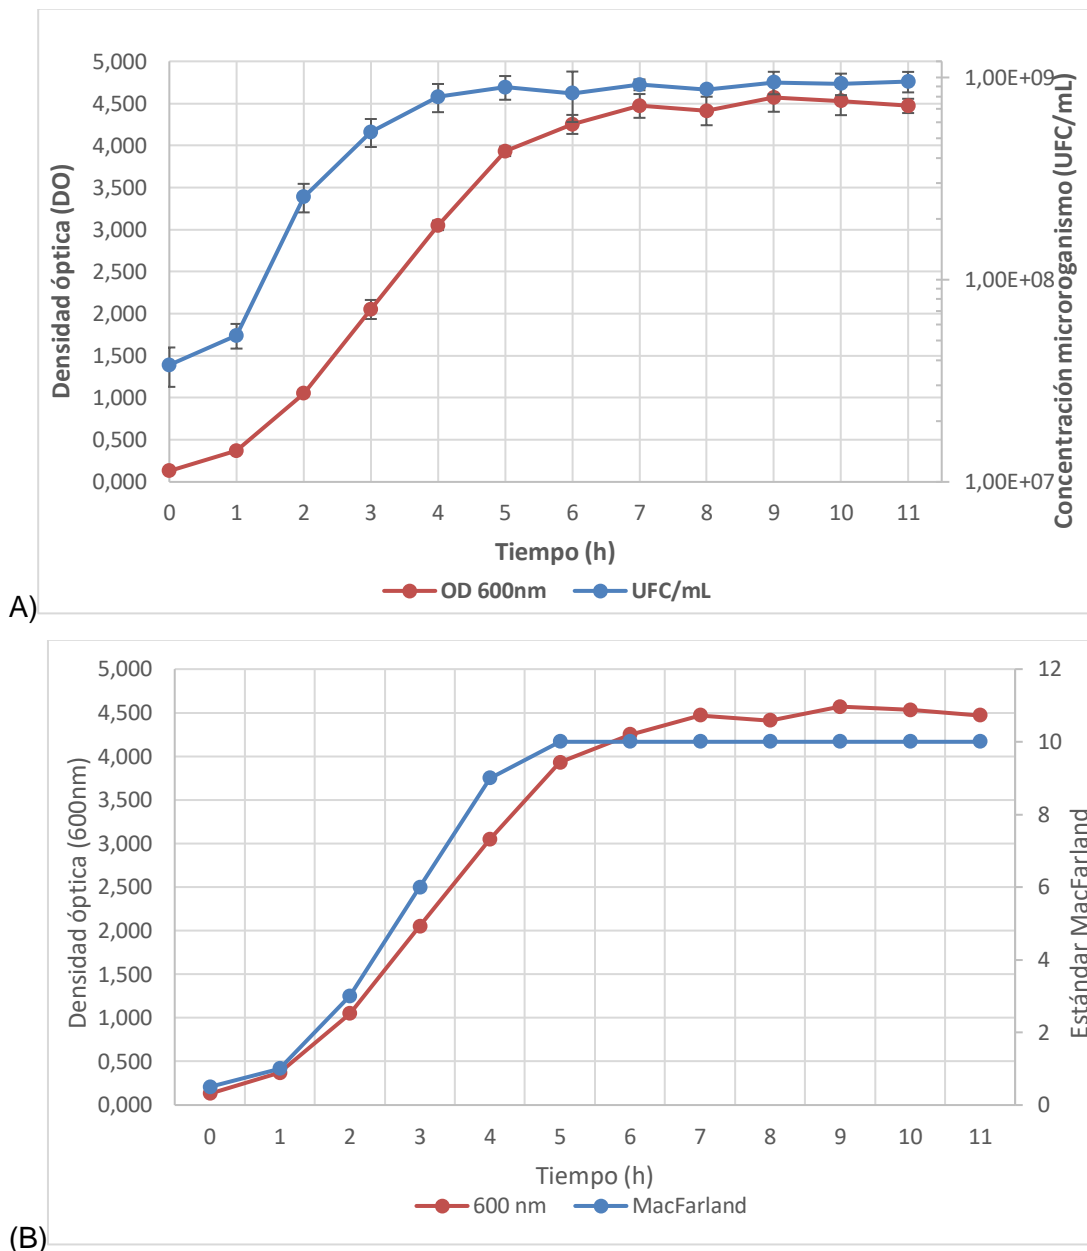 5,000
4,500
4,000
3,500
3,000
2,500
2,000
1,500
1,000
0,500
0,000
Densidad óptica (DO)
1,00E+09
1,00E+08
1,00E+07
Concentración micrororganismo (UFC/mL)
0 1 2 3 4 5 6 7 8 9 10 11
Tiempo (h)
OD 600nm UFC/mL
A)
5,000
4,500
4,000
3,500
3,000
2,500
2,000
1,500
1,000
0,500
0,000
Densidad óptica (600nm)
12
10
8
6
4
2
0
Estándar MacFarland
0 1 2 3 4 5 6 7 8 9 10 11
Tiempo (h)
600 nm MacFarland
(B)